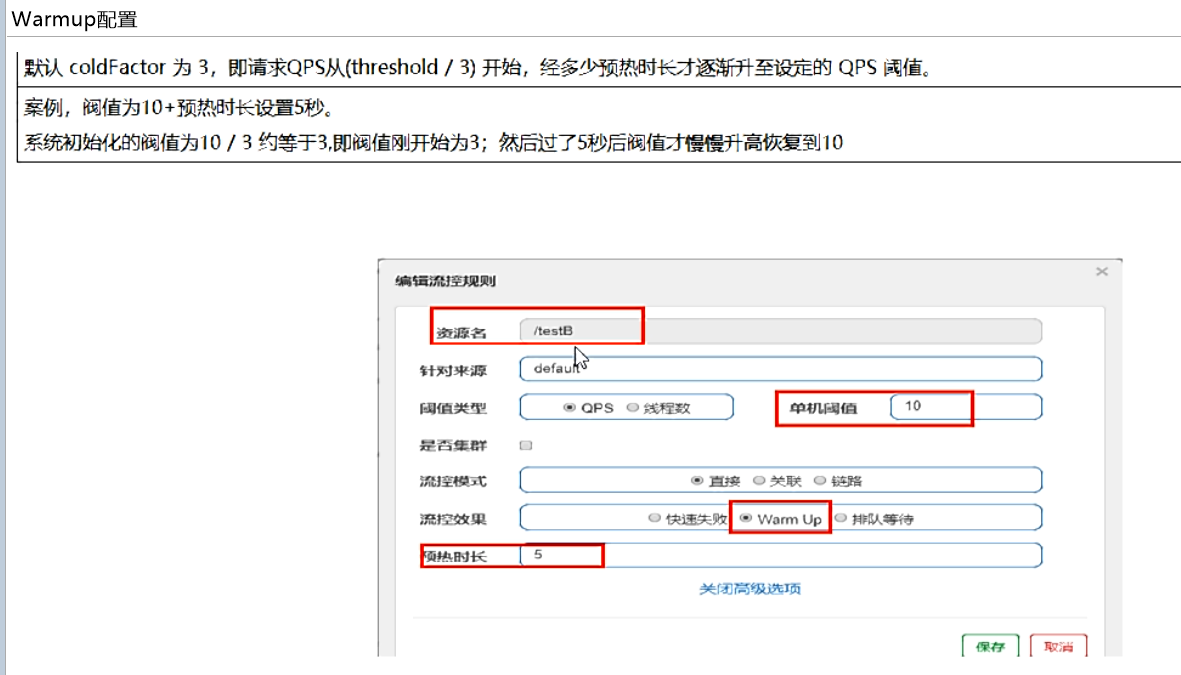 Warmup配置
默认 coldFactor 为 3，即请求QPS从(threshold / 3) 开始，经多少预热时长才逐渐升至设定的 QPS 阈值。
案例，阀值为10+预热时长设置5秒。
系统初始化的阀值为10 / 3 约等于3,即阀值刚开始为3；然后过了5秒后阀值才慢慢升高恢复到10
编辑流控规则
×
资源名 /testB
针对来源 default
阈值类型 QPS 线程数 单机阈值 10
是否集群
流控模式 直接 关联 链路
流控效果 快速失败 Warm Up 排队等待
预热时长 5
关闭高级选项
保存 取消